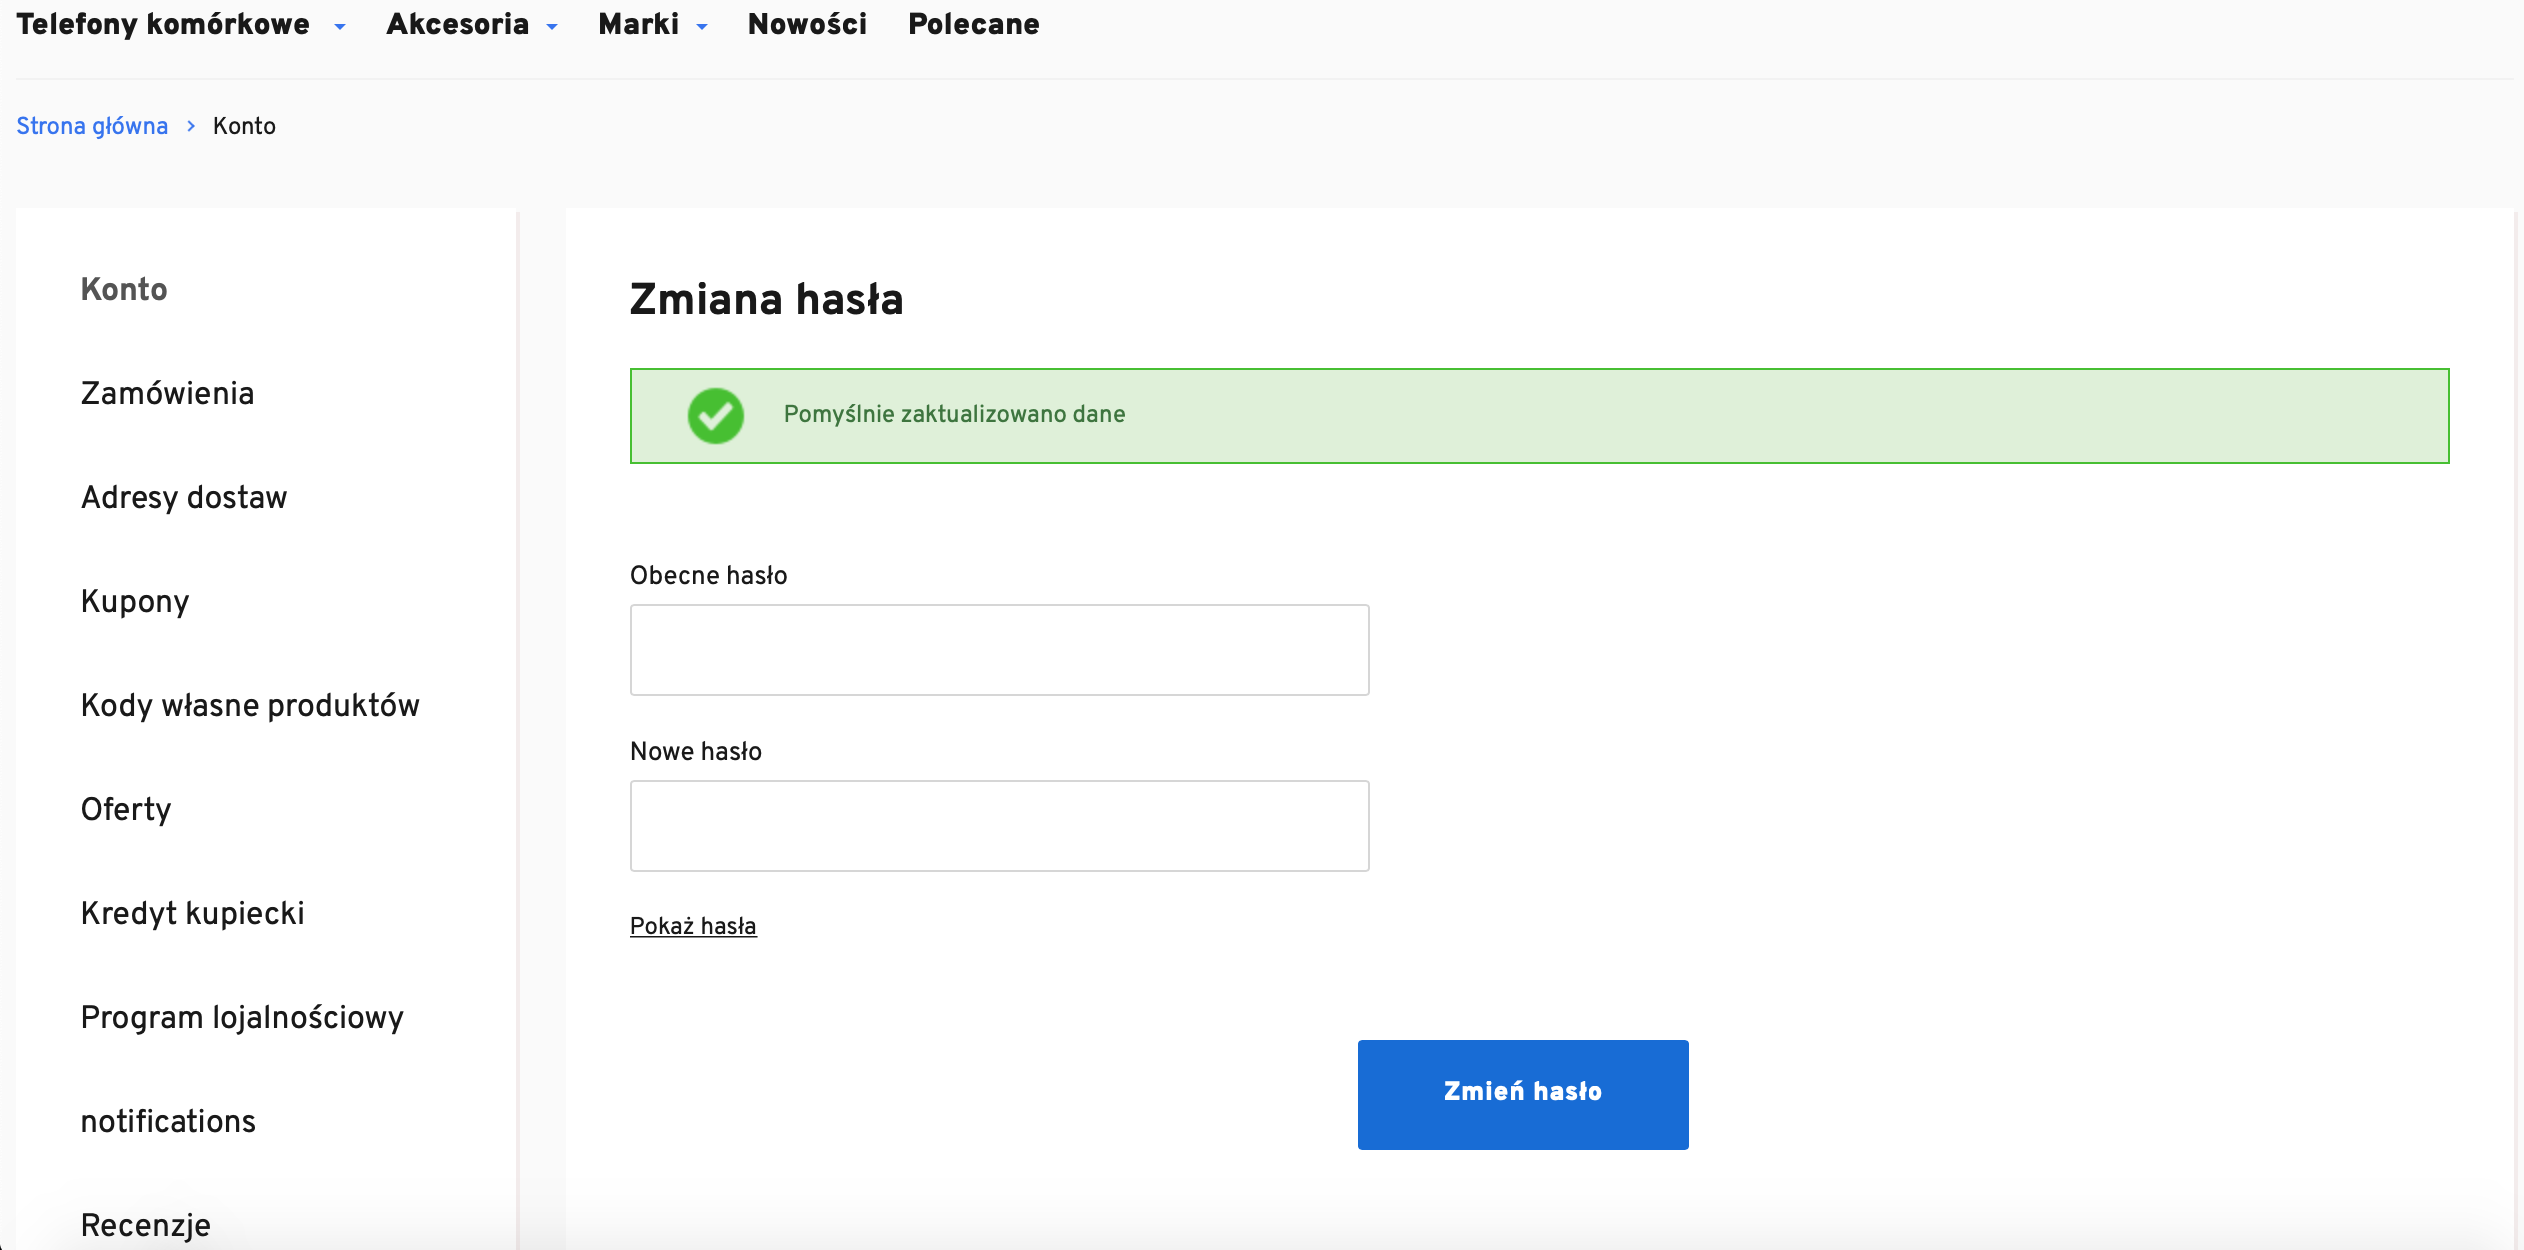 Telefony komórkowe Akcesoria Marki Nowości Polecane
Strona główna > Konto
Konto
Zamówienia
Adresy dostaw
Kupony
Kody własne produktów
Oferty
Kredyt kupiecki
Program lojalnościowy
notifications
Recenzje
Zmiana hasła
Pomyślnie zaktualizowano dane
Obecne hasło
Nowe hasło
Pokaż hasła
Zmień hasło